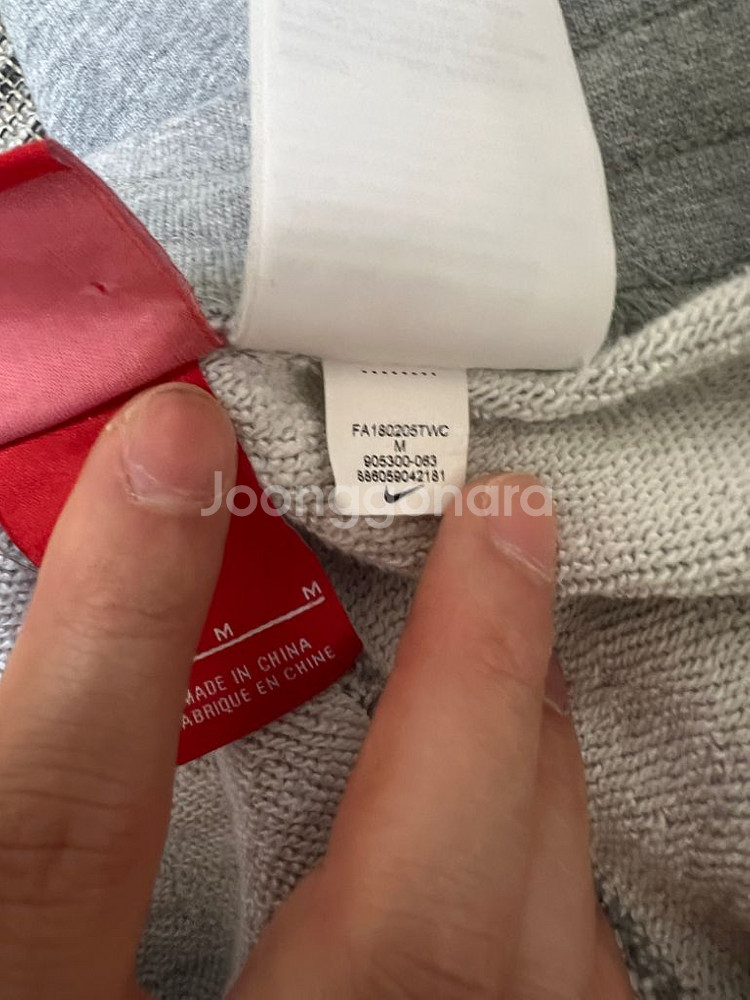 FA180205TWC
M
905300-063
886059042181
Joonggonara
M
M
MADE IN CHINA
FABRIQUE EN CHINE